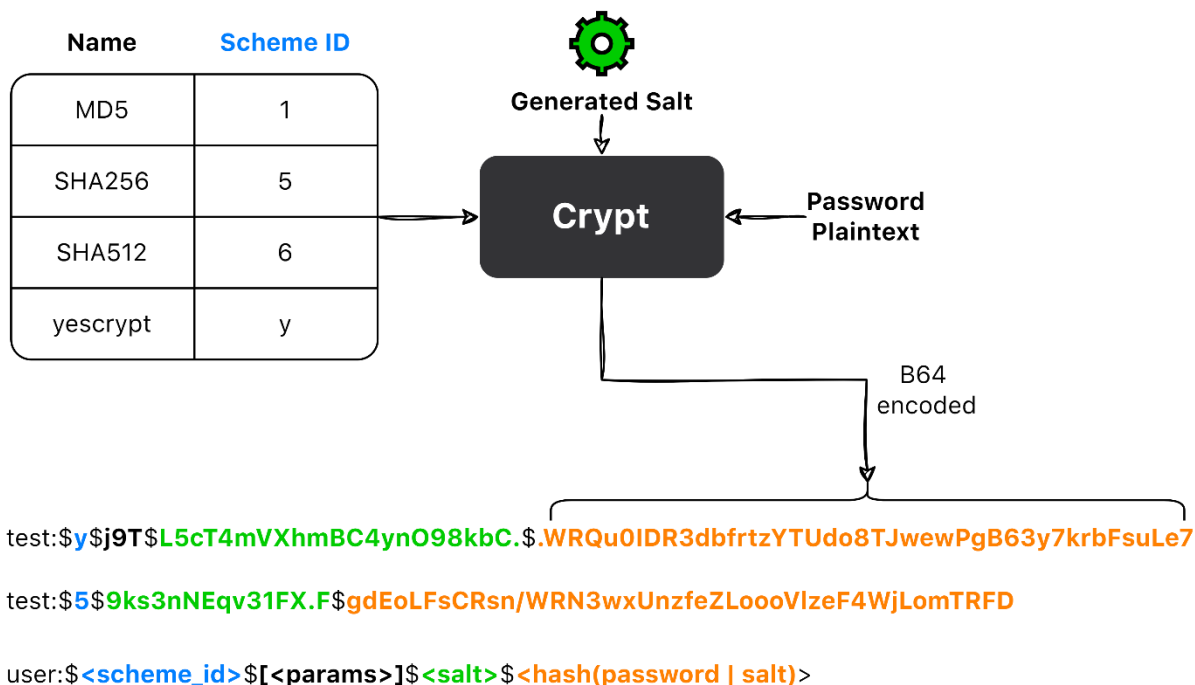 Name Scheme ID
MD5 1
SHA256 5
SHA512 6
yescrypt y
Generated Salt
Crypt
Password
Plaintext
B64
encoded
test:$y$j9T$L5cT4mVXhmBC4ynO98kbC.$.WRQu0IDR3dbfrtzYTUdo8TJwewPgB63y7krbFsuLe7
test:$5$9ks3nNEqv31FX.F$gdEoLFsCRsn/WRN3wxUnzfeZLoooVlzeF4WjLomTRFD
user:$<scheme_id>$[<params>]$<salt>$<hash(password | salt)>